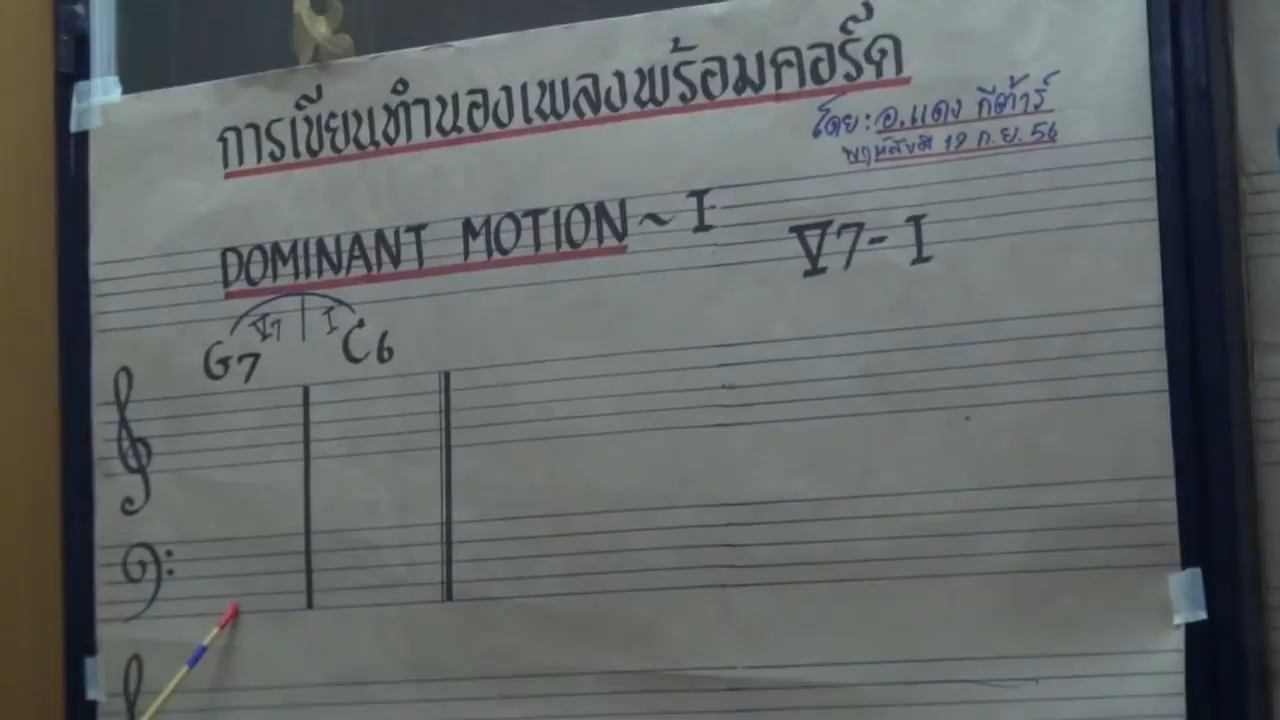 การเขียนทำนองเพลงพร้อมคอร์ด
โดย: อ.แดง กีต้าร์
พฤหัสบดี 19 ก.ย. 56
DOMINANT MOTION ~ I V7-I
V7 I
G7 C6